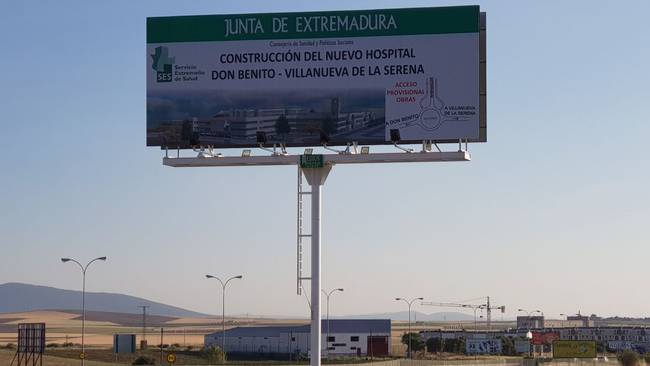 JUNTA DE EXTREMADURA
Consejería de Sanidad y Políticas Sociales
SES
Servicio
Extremeño
de Salud
CONSTRUCCIÓN DEL NUEVO HOSPITAL
DON BENITO - VILLANUEVA DE LA SERENA
ACCESO
PROVISIONAL
OBRAS
A DON BENITO
A VILLANUEVA
DE LA SERENA